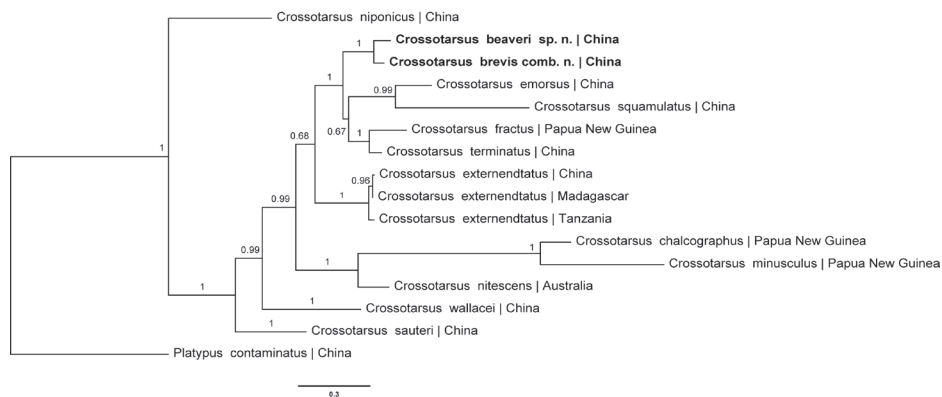 Crossotarsus niponicus | China
1
Crossotarsus beaveri sp. n. | China
Crossotarsus brevis comb. n. | China
1
0.99
Crossotarsus emorsus | China
Crossotarsus squamulatus | China
0.67
0.68
1
Crossotarsus fractus | Papua New Guinea
Crossotarsus terminatus | China
1
0.96
Crossotarsus externendtatus | China
1
Crossotarsus externendtatus | Madagascar
0.99
Crossotarsus externendtatus | Tanzania
Crossotarsus chalcographus | Papua New Guinea
1
0.99
1
Crossotarsus minusculus | Papua New Guinea
1
Crossotarsus nitescens | Australia
1
Crossotarsus wallacei | China
1
Crossotarsus sauteri | China
Platypus contaminatus | China
0.3